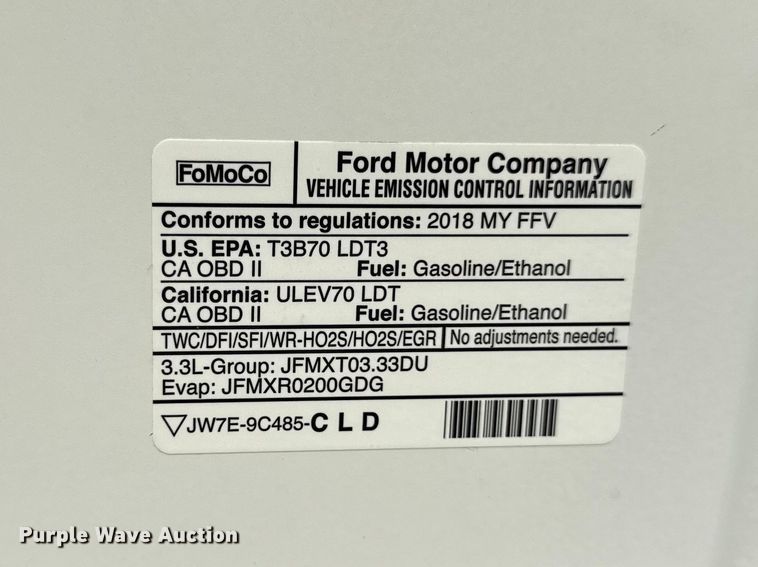 FoMoCo
Ford Motor Company
VEHICLE EMISSION CONTROL INFORMATION
Conforms to regulations: 2018 MY FFV
U.S. EPA: T3B70 LDT3
CA OBD II Fuel: Gasoline/Ethanol
California: ULEV70 LDT
CA OBD II Fuel: Gasoline/Ethanol
TWC/DFI/SFI/WR-HO2S/HO2S/EGR No adjustments needed.
3.3L-Group: JFMXT03.33DU
Evap: JFMXR0200GDG
JW7E-9C485-C L D
Purple Wave Auction